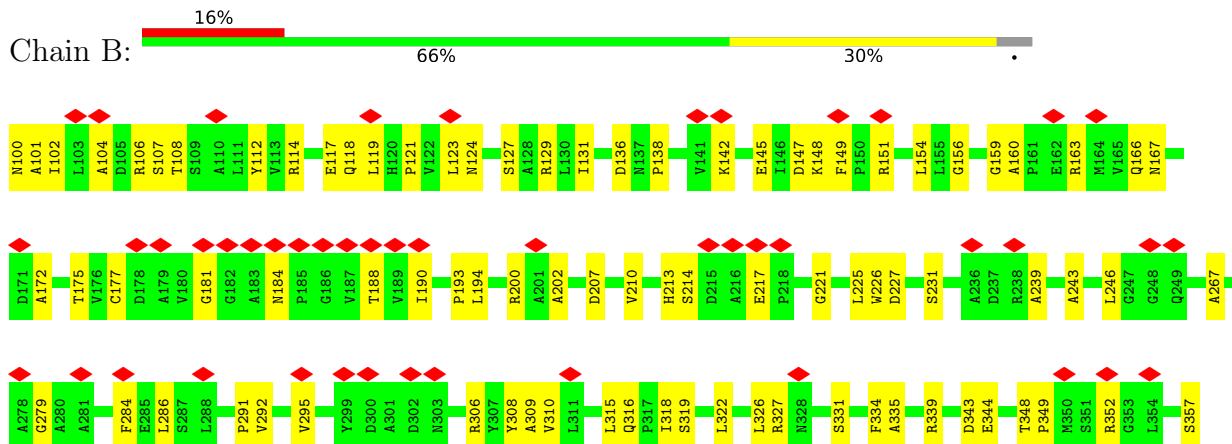 16%
Chain B:
66% 30% •
N100 A101 I102 L103 A104 D105 R106 S107 T108 S109 A110 L111 Y112 V113 R114 E117 Q118 L119 H120 P121 V122 L123 N124 S127 A128 R129 L130 I131 D136 N137 P138 V141 K142 E145 I146 D147 K148 F149 P150 R151 L154 L155 G156 G159 A160 P161 E162 R163 M164 V165 Q166 N167
D171 A172 T175 V176 C177 D178 A179 V180 G181 G182 A183 N184 P185 G186 V187 T188 V189 I190 P193 L194 R200 A201 A202 D207 V210 H213 S214 D215 A216 E217 P218 G221 L225 W226 D227 S231 A236 D237 R238 A239 A243 L246 G247 G248 Q249 A267
A278 G279 A280 A281 F284 E285 L286 S287 L288 P291 V292 V295 Y299 D300 A301 D302 N303 R306 Y307 Y308 A309 V310 L311 L315 Q316 P317 I318 S319 L322 L326 R327 N328 S331 F334 A335 R339 D343 E344 T348 P349 M350 S351 R352 G353 L354 S357